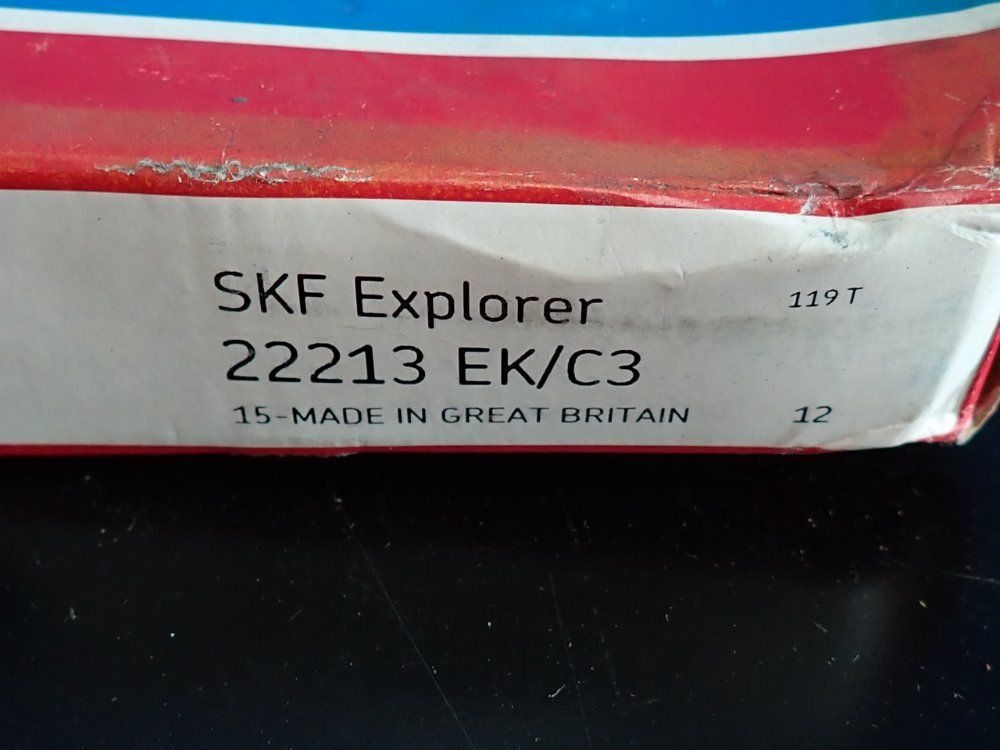 SKF Explorer 119 T
22213 EK/C3
15-MADE IN GREAT BRITAIN 12